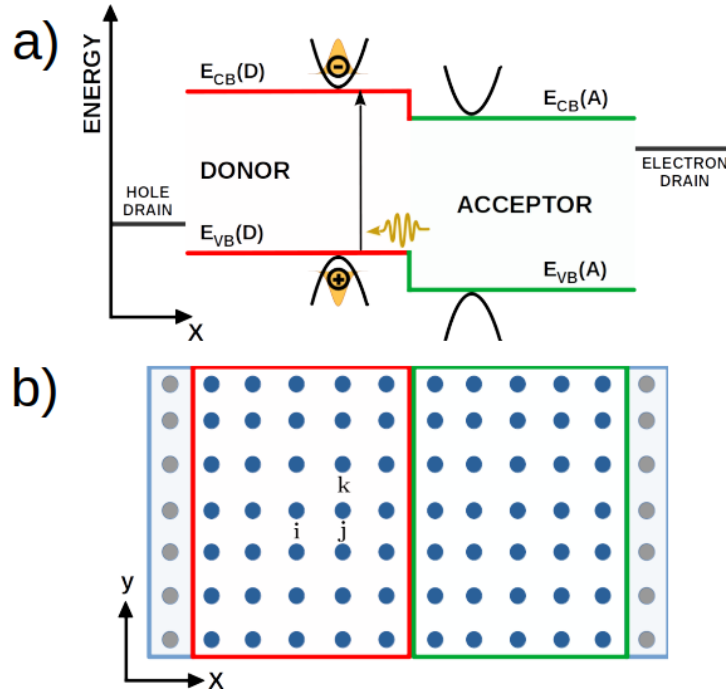 a)
ENERGY
E_CB(D)
E_CB(A)
DONOR
HOLE
DRAIN
ELECTRON
DRAIN
ACCEPTOR
E_VB(D)
E_VB(A)
X
b)
k
i
j
y
X